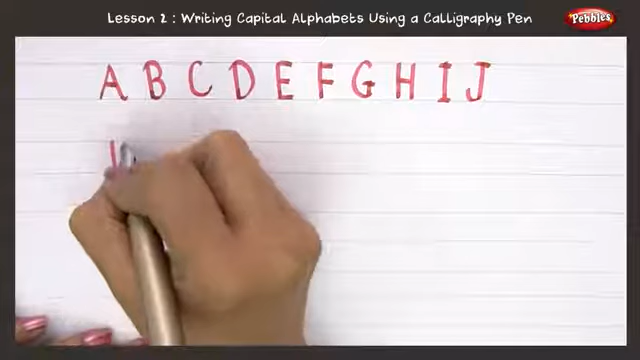 Lesson 2 : Writing Capital Alphabets Using a Calligraphy Pen
Pebbles
A B C D E F G H I J